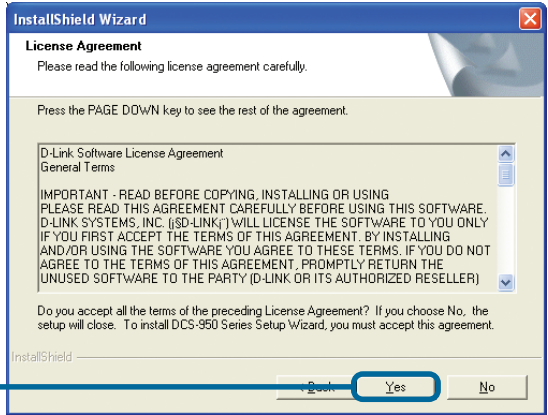 InstallShield Wizard
License Agreement
Please read the following license agreement carefully.
Press the PAGE DOWN key to see the rest of the agreement.
D-Link Software License Agreement
General Terms
IMPORTANT - READ BEFORE COPYING, INSTALLING OR USING
PLEASE READ THIS AGREEMENT CAREFULLY BEFORE USING THIS SOFTWARE.
D-LINK SYSTEMS, INC. (¡§D-LINK¡¨) WILL LICENSE THE SOFTWARE TO YOU ONLY
IF YOU FIRST ACCEPT THE TERMS OF THIS AGREEMENT. BY INSTALLING
AND/OR USING THE SOFTWARE YOU AGREE TO THESE TERMS. IF YOU DO NOT
AGREE TO THE TERMS OF THIS AGREEMENT, PROMPTLY RETURN THE
UNUSED SOFTWARE TO THE PARTY (D-LINK OR ITS AUTHORIZED RESELLER)
Do you accept all the terms of the preceding License Agreement? If you choose No, the
setup will close. To install DCS-950 Series Setup Wizard, you must accept this agreement.
InstallShield
< Back Yes No